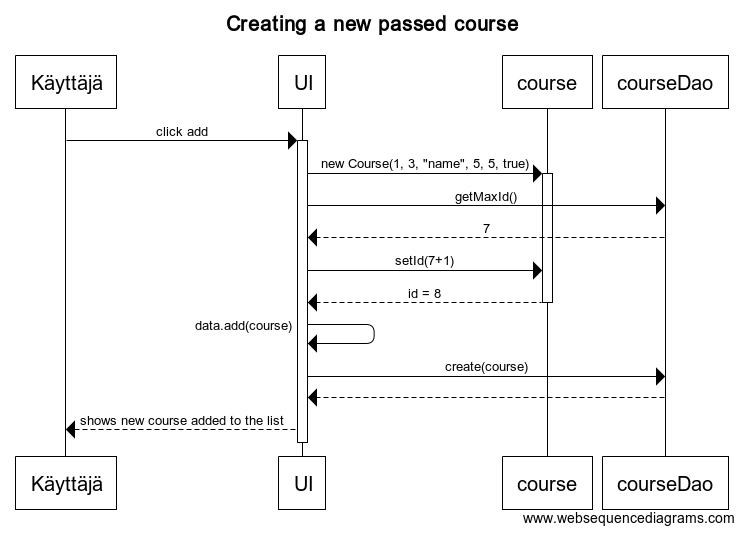 Creating a new passed course
Käyttäjä
UI
course
courseDao
click add
new Course(1, 3, "name", 5, 5, true)
getMaxId()
7
setId(7+1)
id = 8
data.add(course)
create(course)
shows new course added to the list
Käyttäjä
UI
course
courseDao
www.websequencediagrams.com